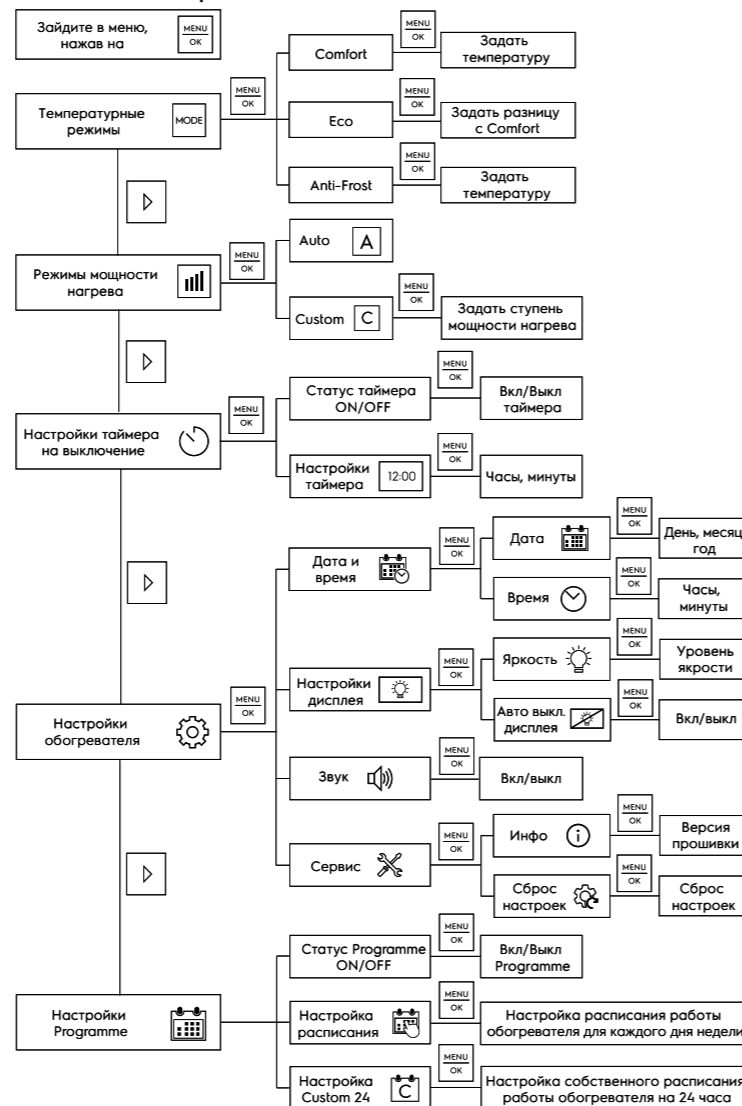 Зайдите в меню,
нажав на
MENU
OK
Температурные
режимы
MODE
MENU
OK
Comfort
MENU
OK
Задать
температуру
Eco
MENU
OK
Задать разницу
с Comfort
Anti-Frost
MENU
OK
Задать
температуру
Режимы мощности
нагрева
MENU
OK
Auto A
Custom C
MENU
OK
Задать ступень
мощности нагрева
Настройки таймера
на выключение
MENU
OK
Статус таймера
ON/OFF
MENU
OK
Вкл/Выкл
таймера
Настройки
таймера
12:00
MENU
OK
Часы, минуты
Настройки
обогревателя
MENU
OK
Дата и
время
MENU
OK
Дата
MENU
OK
День, месяц
год
Время
MENU
OK
Часы,
минуты
Настройки
дисплея
MENU
OK
Яркость
MENU
OK
Уровень
якрости
Авто выкл.
дисплея
MENU
OK
Вкл/выкл
Звук
MENU
OK
Вкл/выкл
Сервис
MENU
OK
Инфо
MENU
OK
Версия
прошивки
Сброс
настроек
MENU
OK
Сброс
настроек
Настройки
Programme
Статус Programme
ON/OFF
MENU
OK
Вкл/Выкл
Programme
Настройка
расписания
MENU
OK
Настройка расписания работы
обогревателя для каждого дня недели
Настройка
Custom 24
C
MENU
OK
Настройка собственного расписания
работы обогревателя на 24 часа